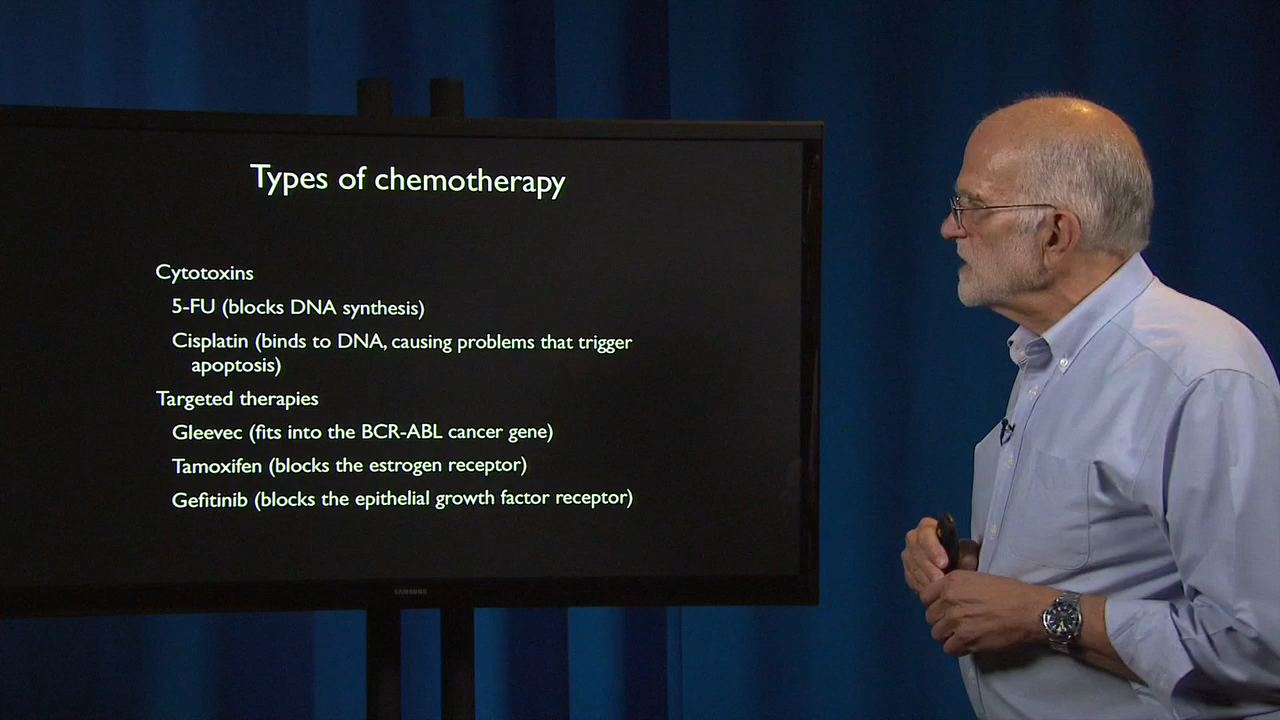 Types of chemotherapy
Cytotoxins
5-FU (blocks DNA synthesis)
Cisplatin (binds to DNA, causing problems that trigger
apoptosis)
Targeted therapies
Gleevec (fits into the BCR-ABL cancer gene)
Tamoxifen (blocks the estrogen receptor)
Gefitinib (blocks the epithelial growth factor receptor)
SAMSUNG